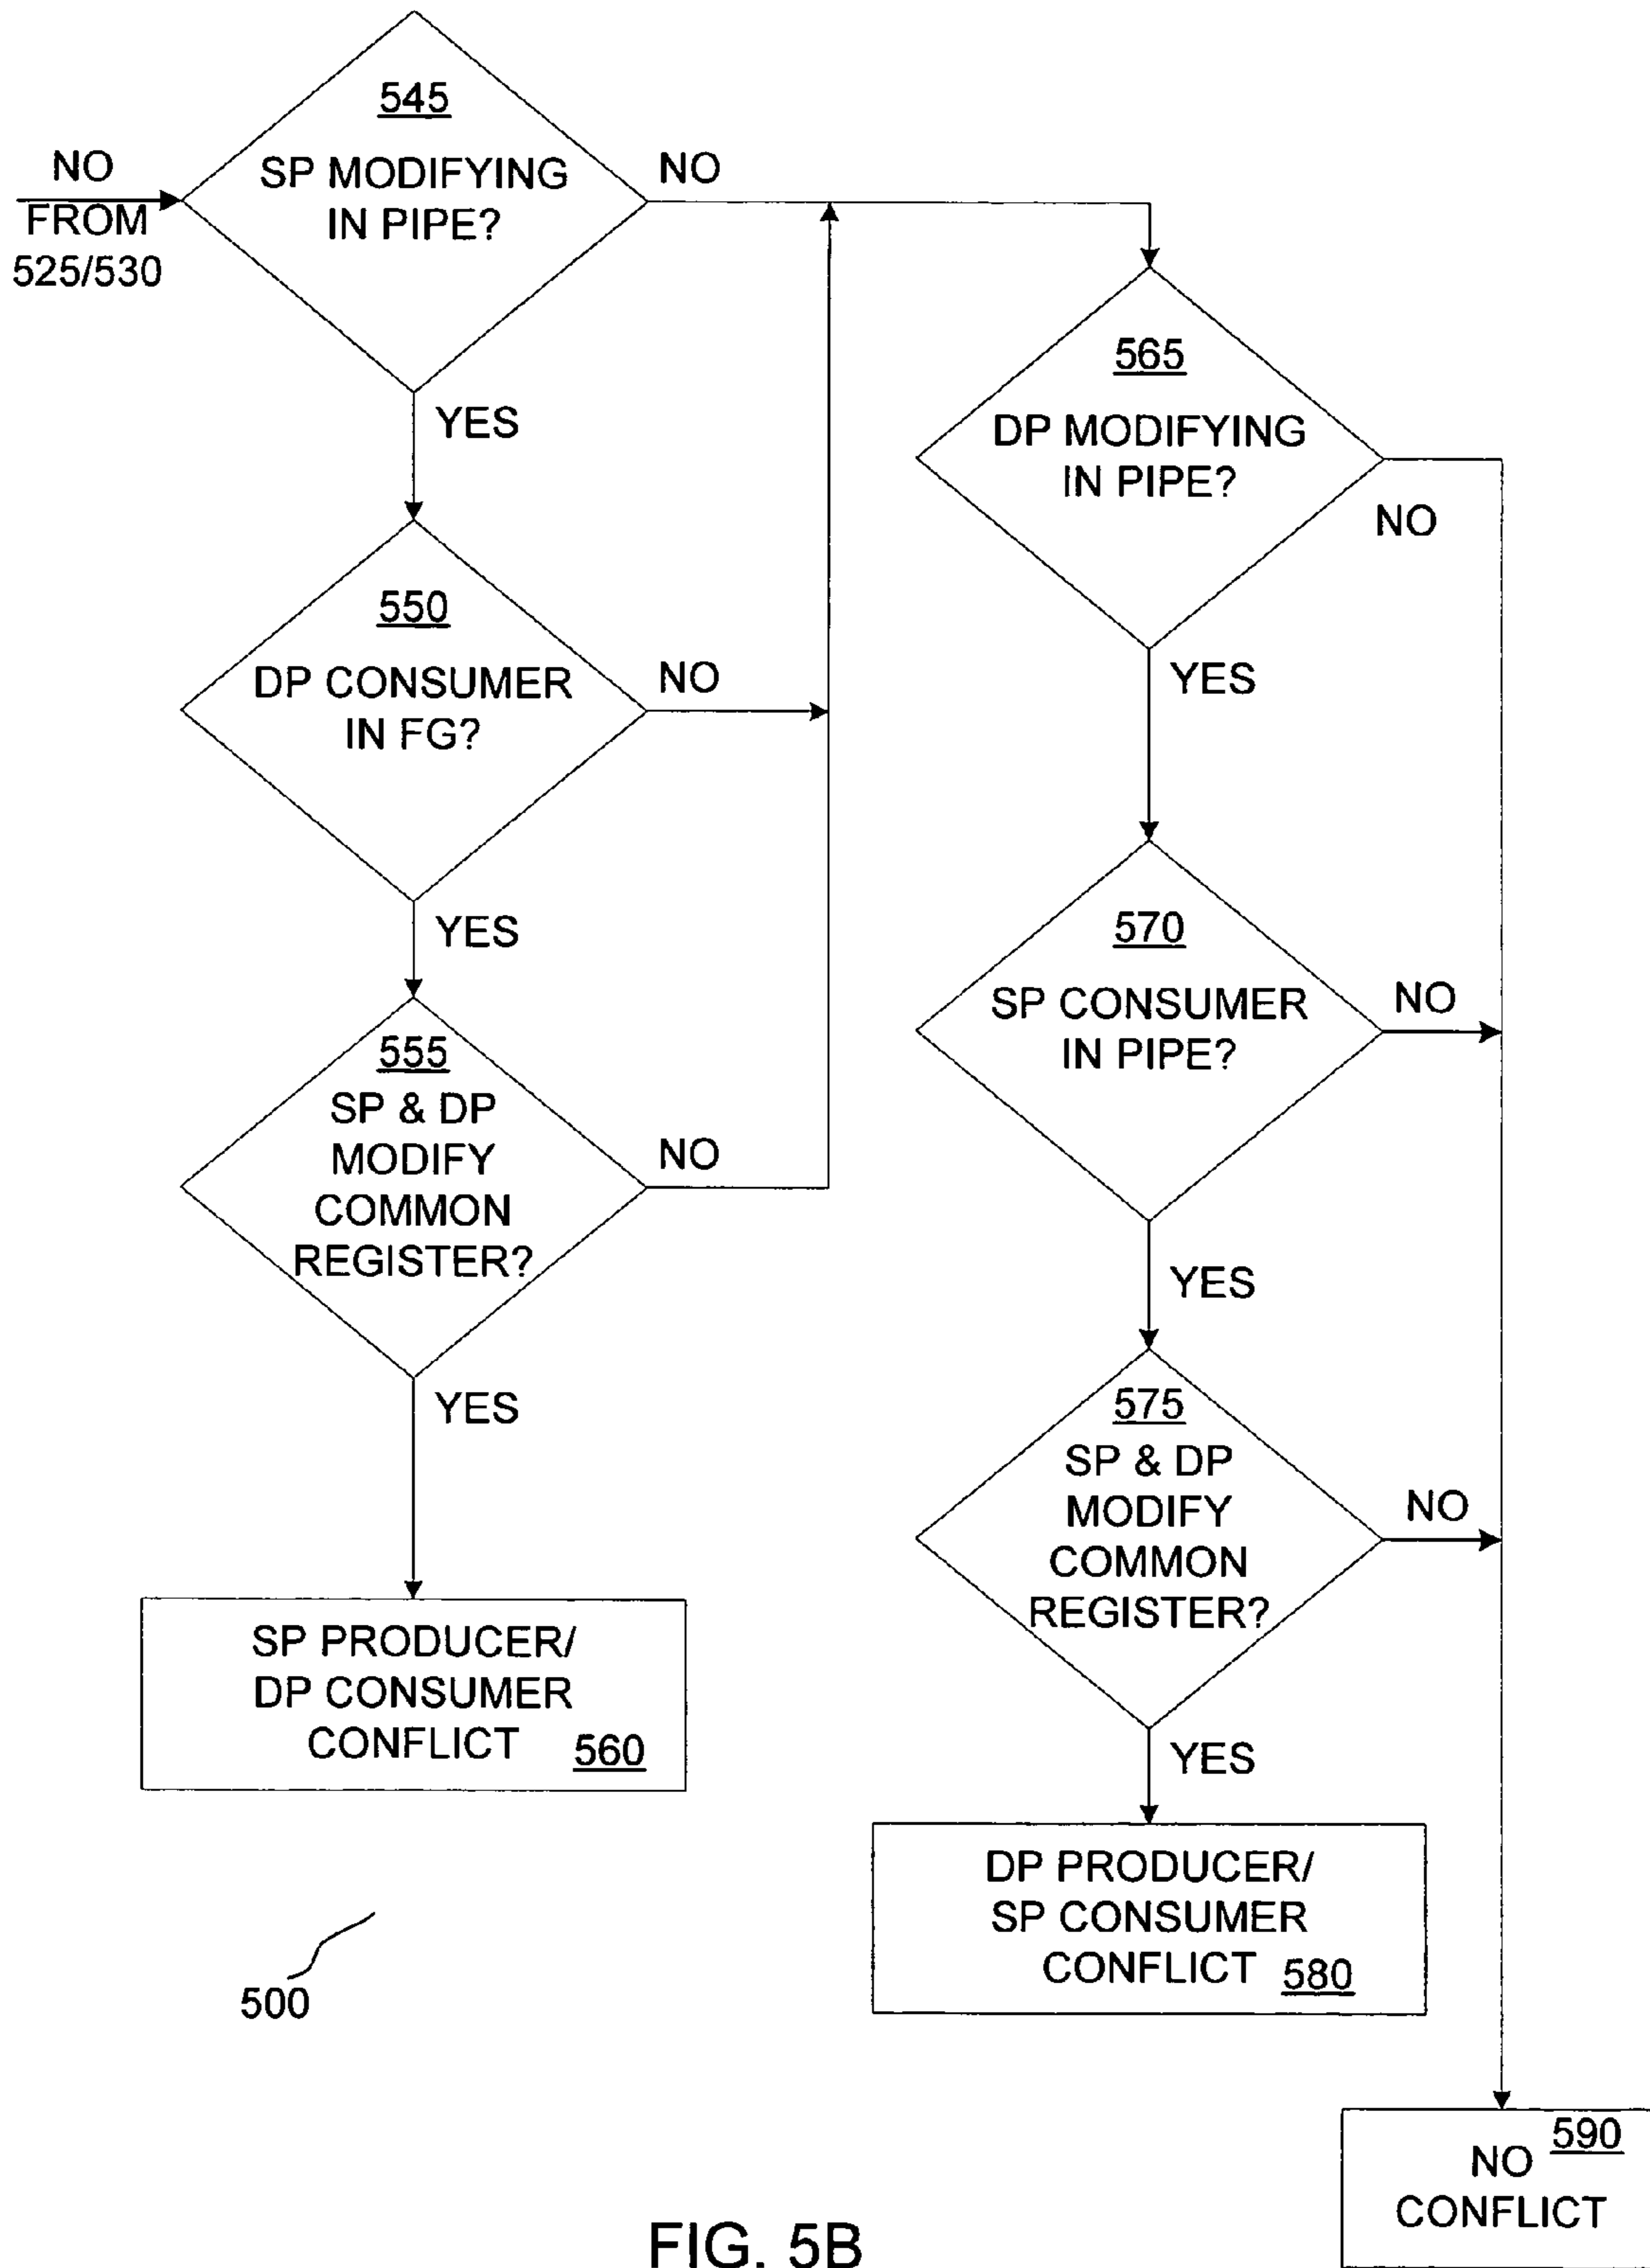 NO
FROM
525/530
545
SP MODIFYING
IN PIPE?
NO
YES
550
DP CONSUMER
IN FG?
NO
YES
555
SP & DP
MODIFY
COMMON
REGISTER?
NO
YES
SP PRODUCER/
DP CONSUMER
CONFLICT 560
565
DP MODIFYING
IN PIPE?
NO
YES
570
SP CONSUMER
IN PIPE?
NO
YES
575
SP & DP
MODIFY
COMMON
REGISTER?
NO
YES
DP PRODUCER/
SP CONSUMER
CONFLICT 580
590
NO
CONFLICT
500
FIG. 5B